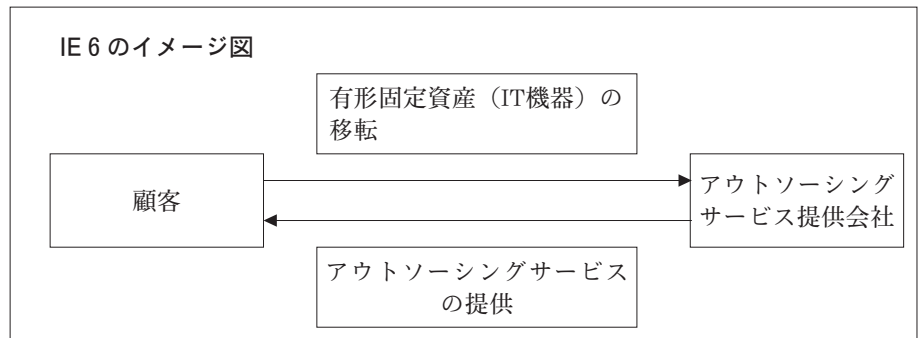 IE 6 のイメージ図
有形固定資産（IT機器）の
移転
顧客
アウトソーシング
サービス提供会社
アウトソーシングサービス
の提供